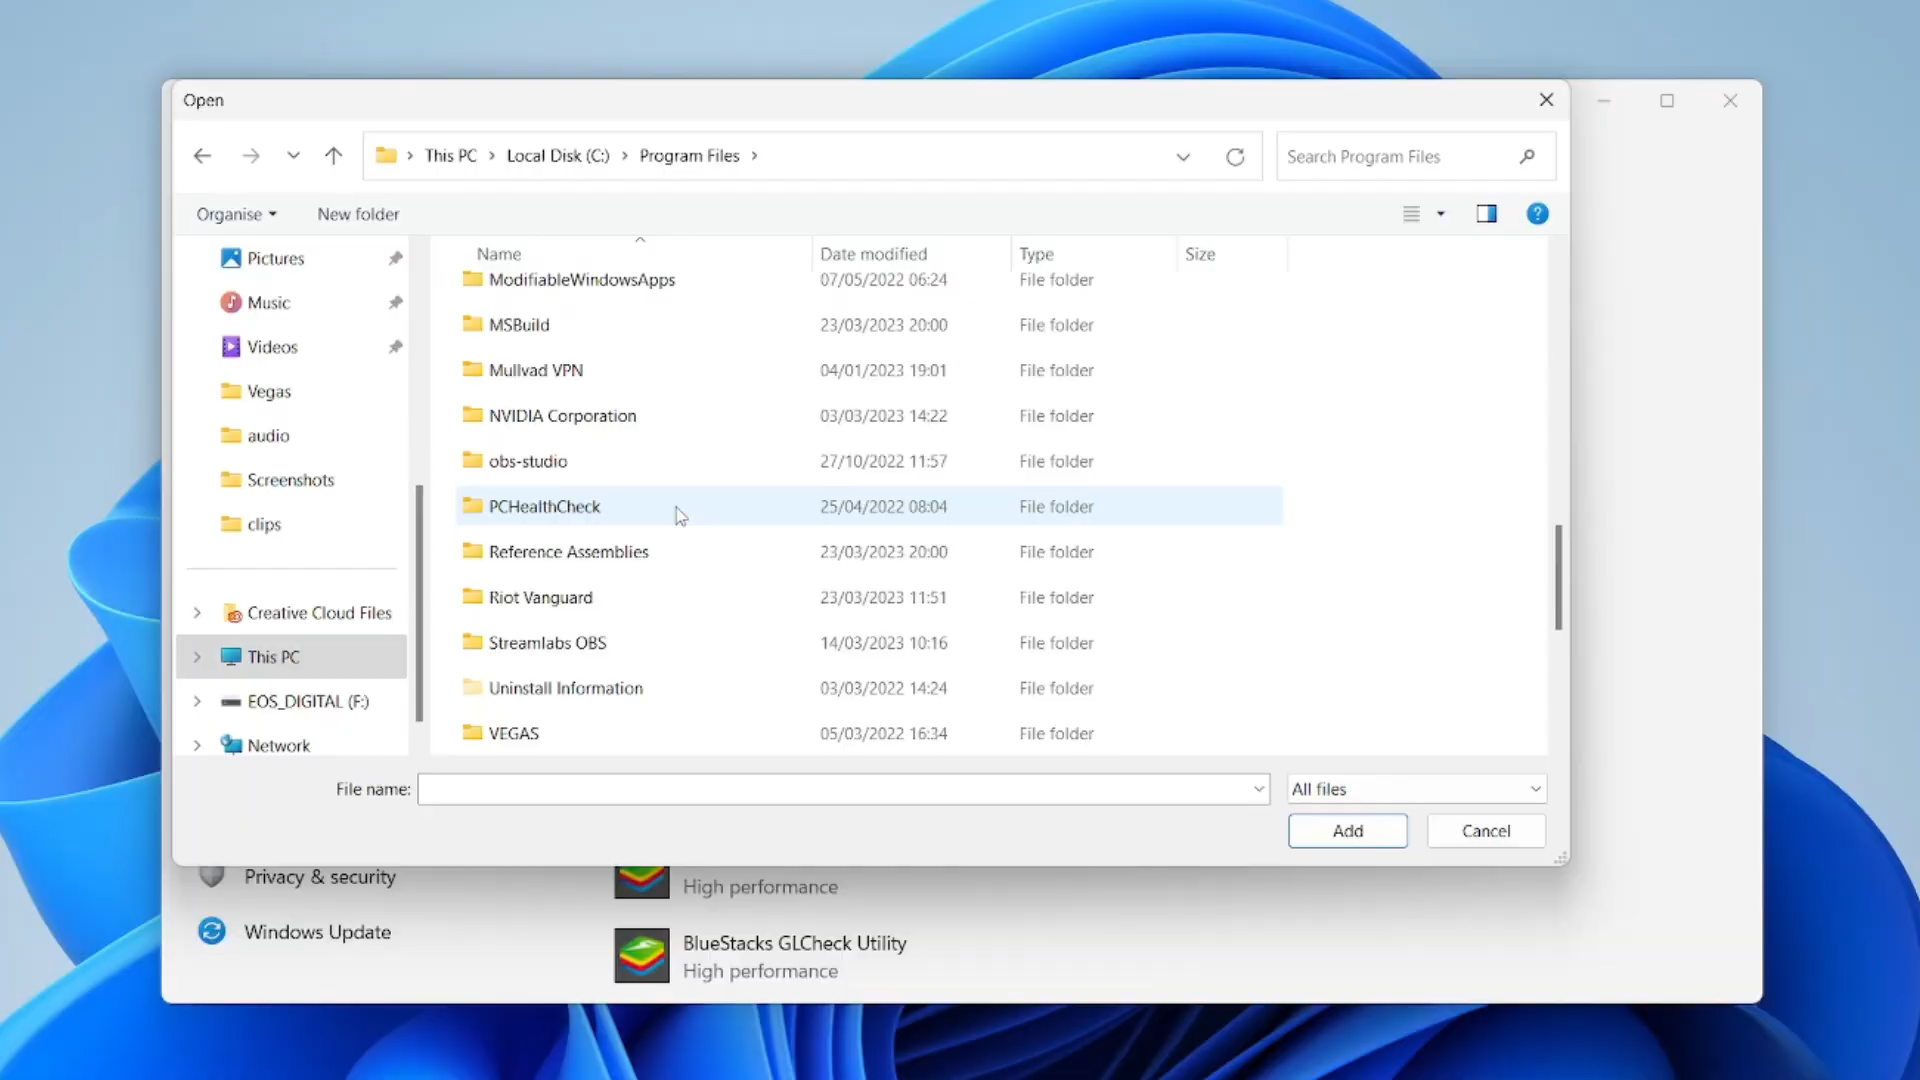 Open
This PC > Local Disk (C:) > Program Files >
Search Program Files
Organise
New folder
Pictures
Music
Videos
Vegas
audio
Screenshots
clips
Creative Cloud Files
This PC
EOS_DIGITAL (F:)
Network
Name Date modified Type Size
ModifiableWindowsApps 07/05/2022 06:24 File folder
MSBuild 23/03/2023 20:00 File folder
Mullvad VPN 04/01/2023 19:01 File folder
NVIDIA Corporation 03/03/2023 14:22 File folder
obs-studio 27/10/2022 11:57 File folder
PCHealthCheck 25/04/2022 08:04 File folder
Reference Assemblies 23/03/2023 20:00 File folder
Riot Vanguard 23/03/2023 11:51 File folder
Streamlabs OBS 14/03/2023 10:16 File folder
Uninstall Information 03/03/2022 14:24 File folder
VEGAS 05/03/2022 16:34 File folder
File name:
All files
Add
Cancel
Privacy & security
Windows Update
High performance
BlueStacks GLCheck Utility
High performance